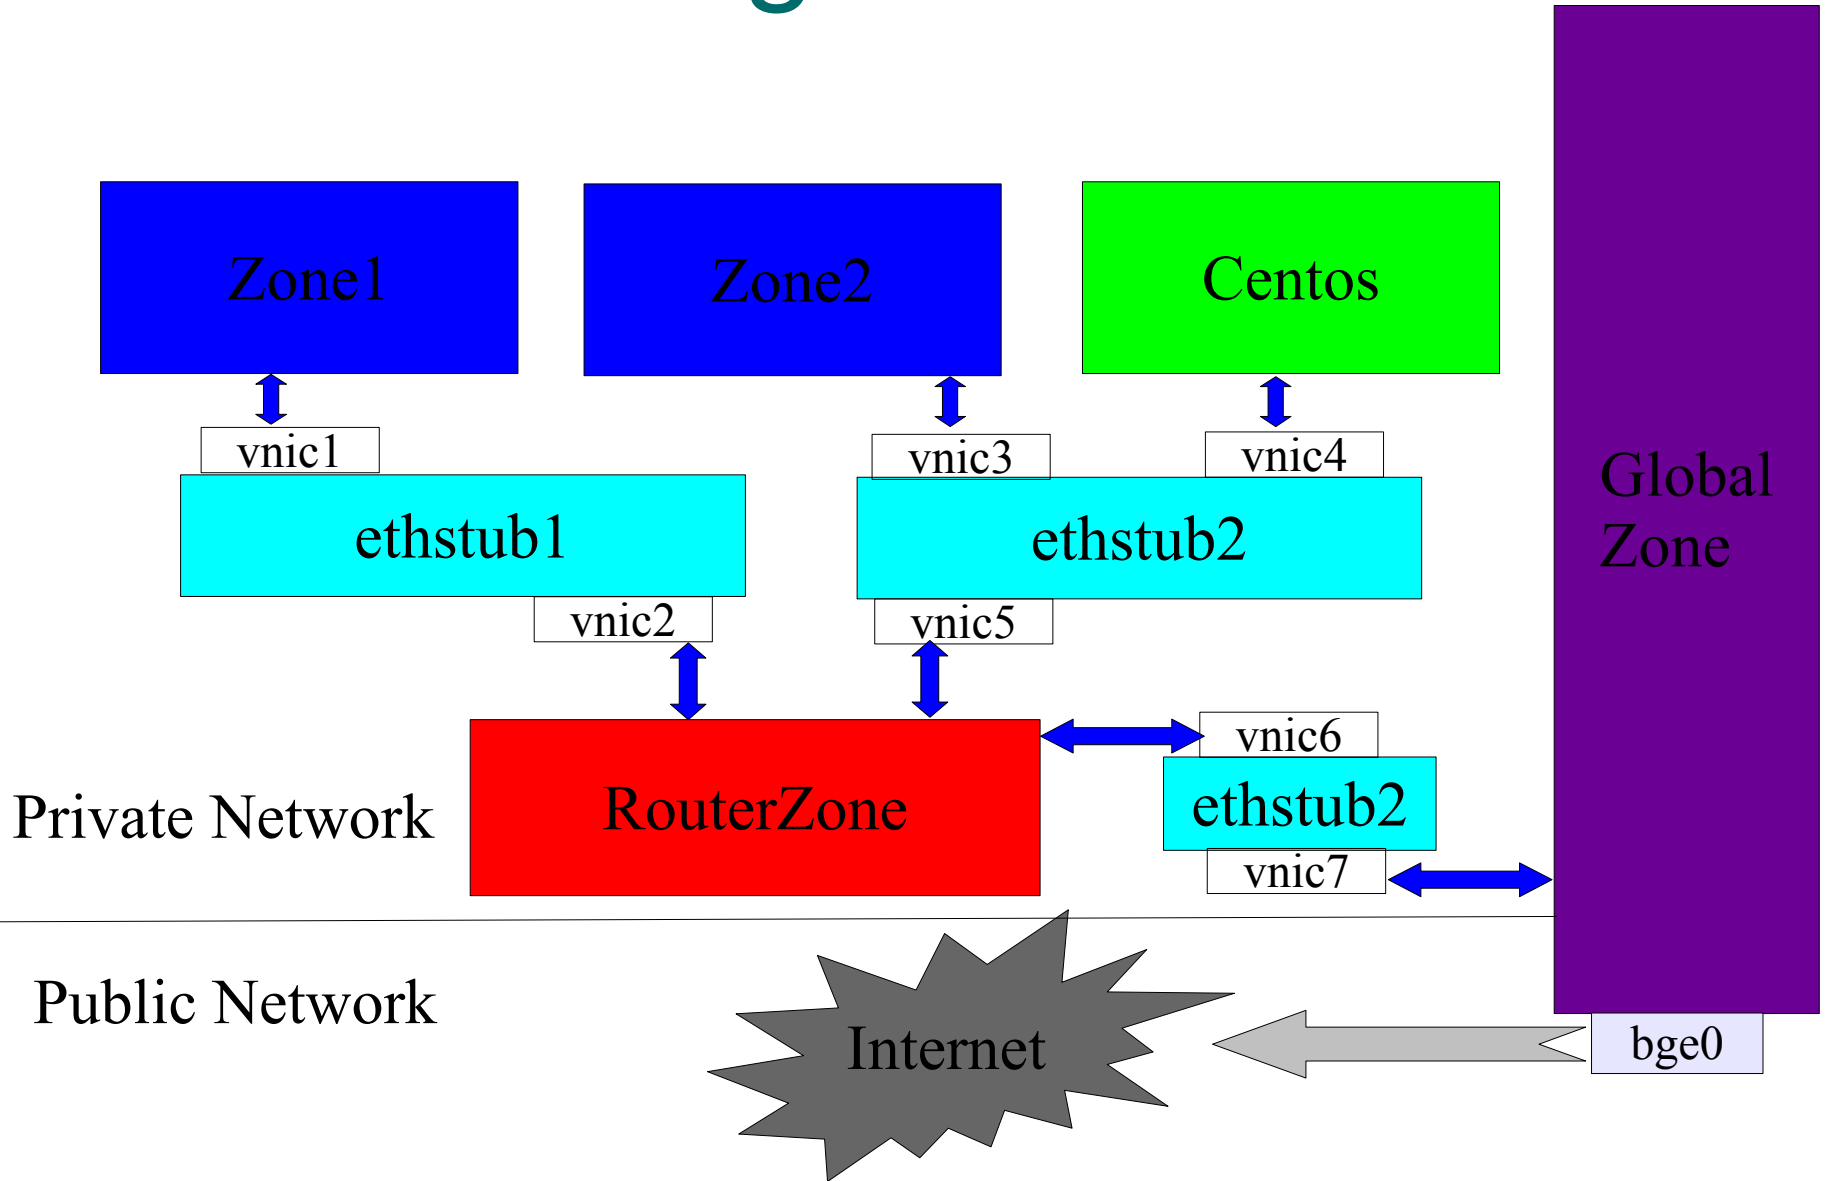 Zone1
Zone2
Centos
vnic1
vnic3
vnic4
Global
Zone
ethstub1
ethstub2
vnic2
vnic5
vnic6
RouterZone
ethstub2
Private Network
vnic7
Public Network
Internet
bge0